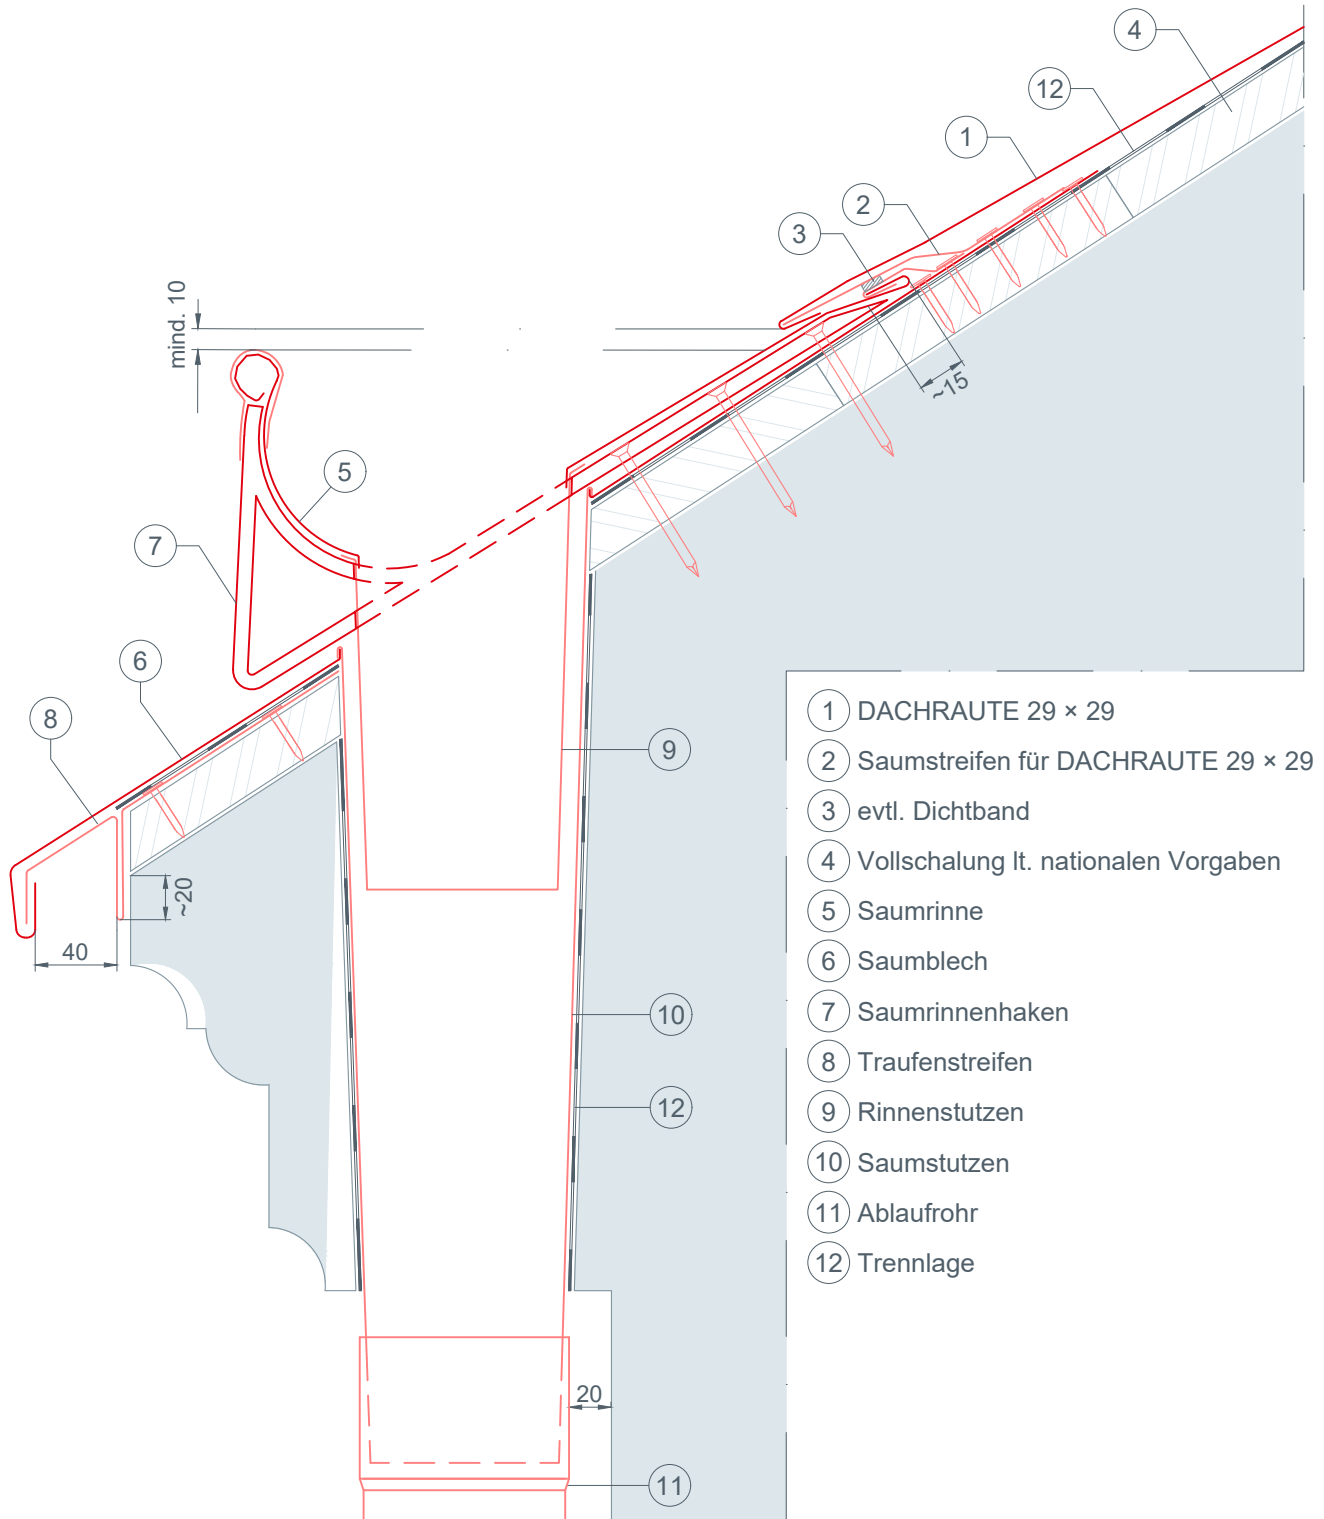 4
12
1
2
3
mind. 10
~15
5
7
6
8
9
~20
40
10
12
20
11
1 DACHRAUTE 29 × 29
2 Saumstreifen für DACHRAUTE 29 × 29
3 evtl. Dichtband
4 Vollschalung lt. nationalen Vorgaben
5 Saumrinne
6 Saumblech
7 Saumrinnenhaken
8 Traufenstreifen
9 Rinnenstutzen
10 Saumstutzen
11 Ablaufrohr
12 Trennlage